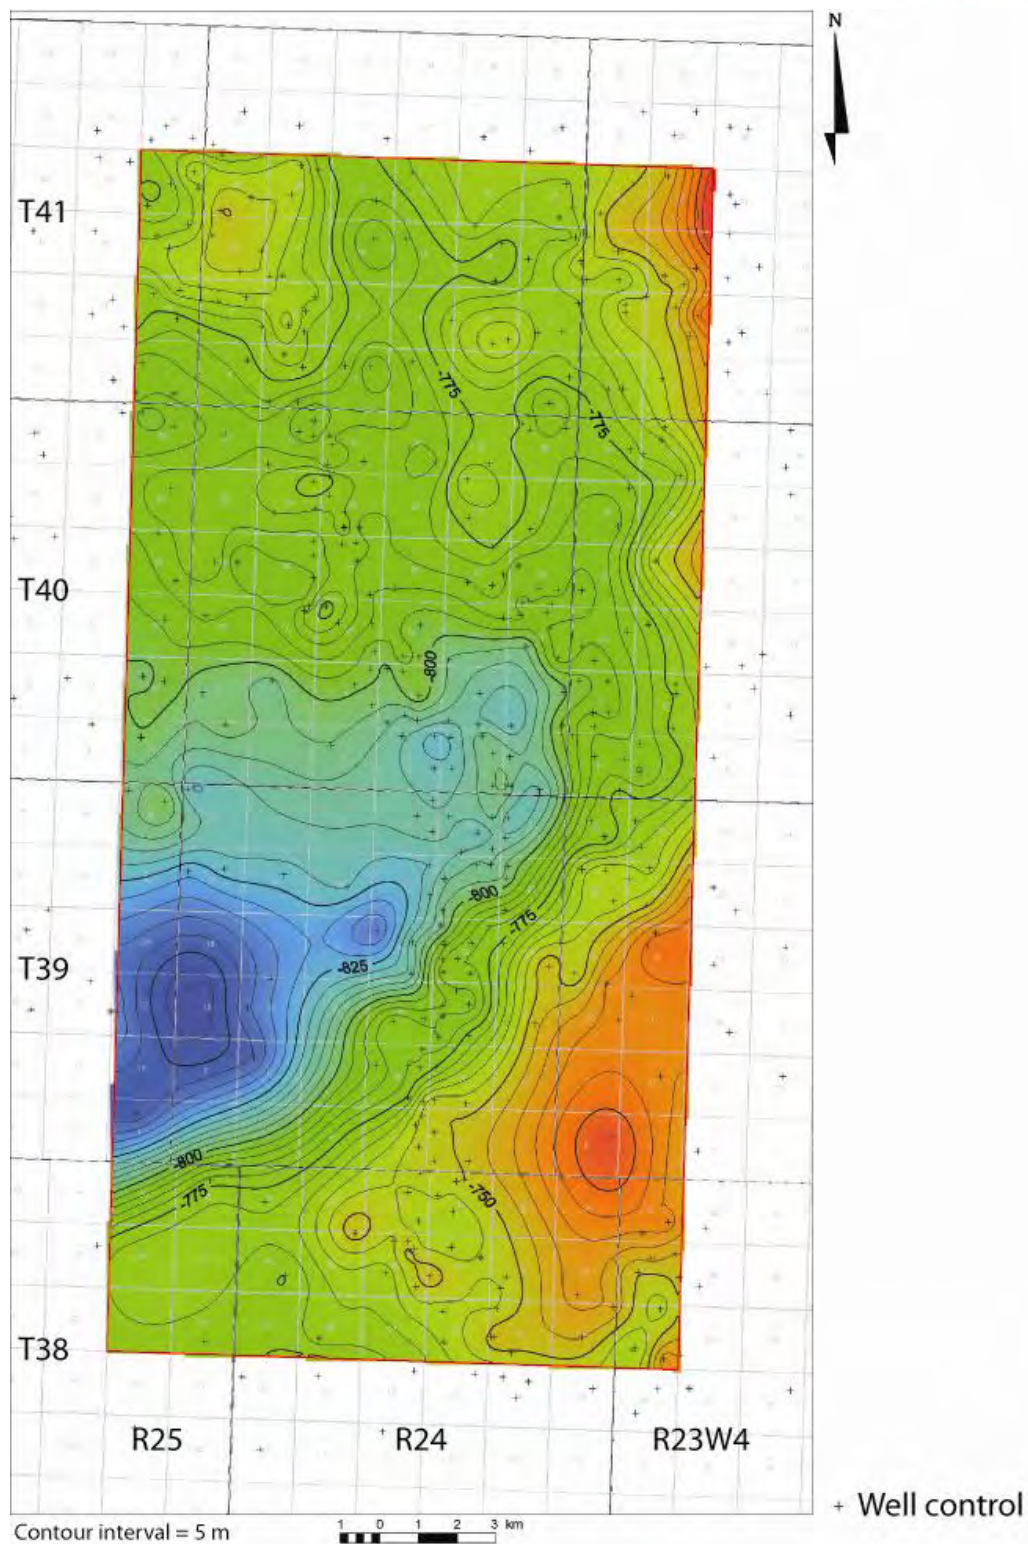 N
T41
-775
-775
T40
-800
-800
-775
T39
-825
-800
-775
-750
T38
R25
R24
R23W4
+ Well control
Contour interval = 5 m
1 0 1 2 3 km